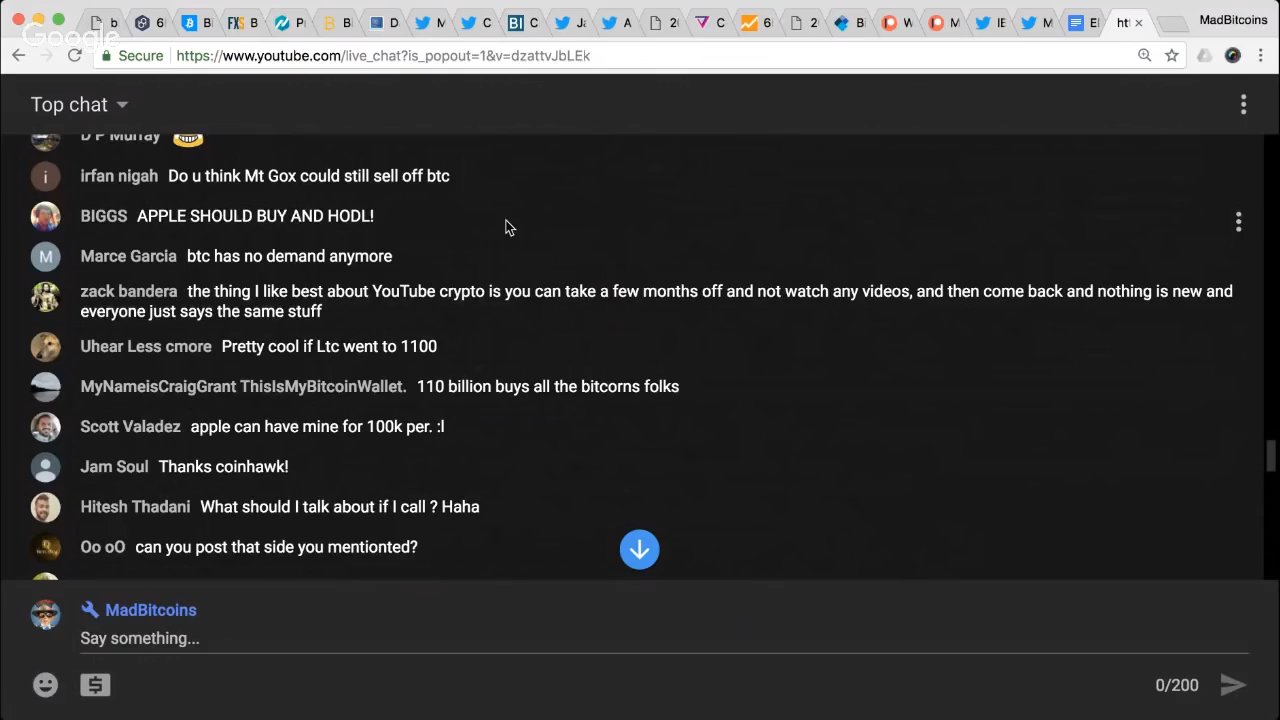 MadBitcoins
Google
Secure https://www.youtube.com/live_chat?is_popout=1&v=dzattvJbLEk
Top chat
D P Murray
irfan nigah Do u think Mt Gox could still sell off btc
BIGGS APPLE SHOULD BUY AND HODL!
Marce Garcia btc has no demand anymore
zack bandera the thing I like best about YouTube crypto is you can take a few months off and not watch any videos, and then come back and nothing is new and
everyone just says the same stuff
Uhear Less cmore Pretty cool if Ltc went to 1100
MyNameisCraigGrant ThisIsMyBitcoinWallet. 110 billion buys all the bitcorns folks
Scott Valadez apple can have mine for 100k per. :l
Jam Soul Thanks coinhawk!
Hitesh Thadani What should I talk about if I call ? Haha
Oo oO can you post that side you mentionted?
MadBitcoins
Say something...
0/200